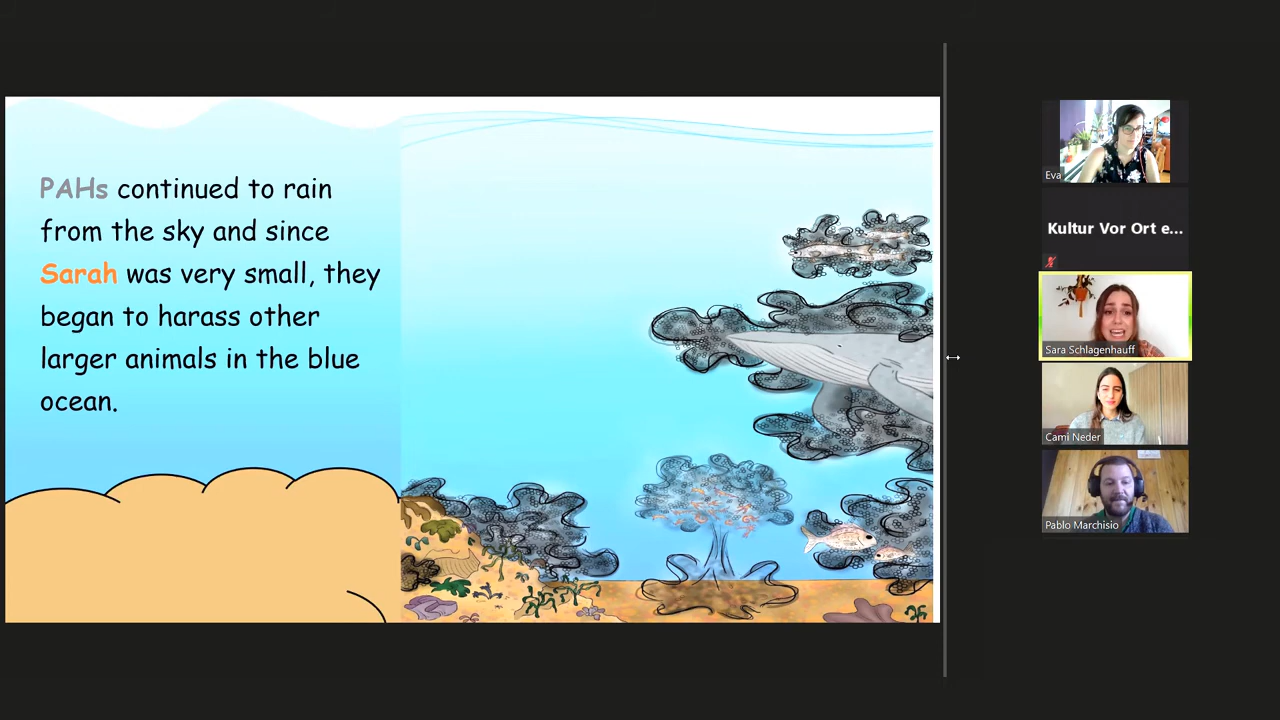 PAHs continued to rain
from the sky and since
Sarah was very small, they
began to harass other
larger animals in the blue
ocean.
Eva
Kultur Vor Ort e...
Sara Schlagenhauff
Cami Neder
Pablo Marchisio